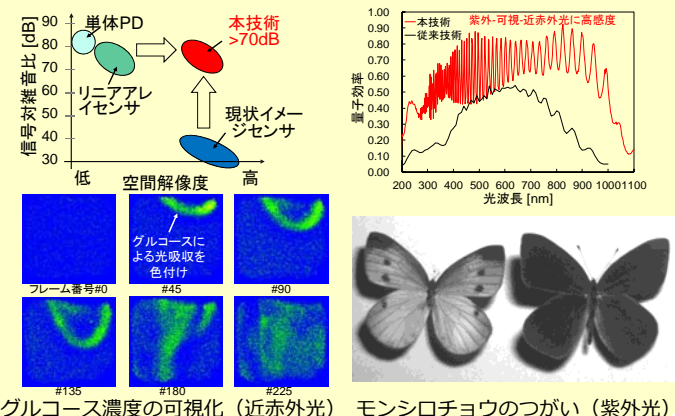 信号対雑音比 [dB]
90
80
70
60
50
40
30
単体PD
リニアアレ
イセンサ
本技術
>70dB
現状イメー
ジセンサ
低
空間解像度
高
量子効率
1.00
0.90
0.80
0.70
0.60
0.50
0.40
0.30
0.20
0.10
0.00
本技術
従来技術
紫外-可視-近赤外光に高感度
200 300 400 500 600 700 800 900 1000 1100
光波長 [nm]
グルコースに
よる光吸収を
色付け
フレーム番号#0
#45
#90
#135
#180
#225
グルコース濃度の可視化（近赤外光）
モンシロチョウのつがい（紫外光）